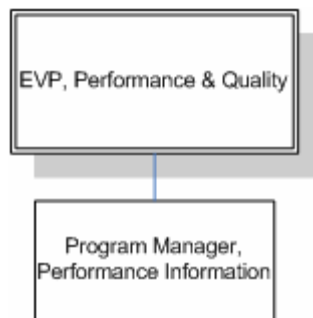 EVP, Performance & Quality
Program Manager,
Performance Information